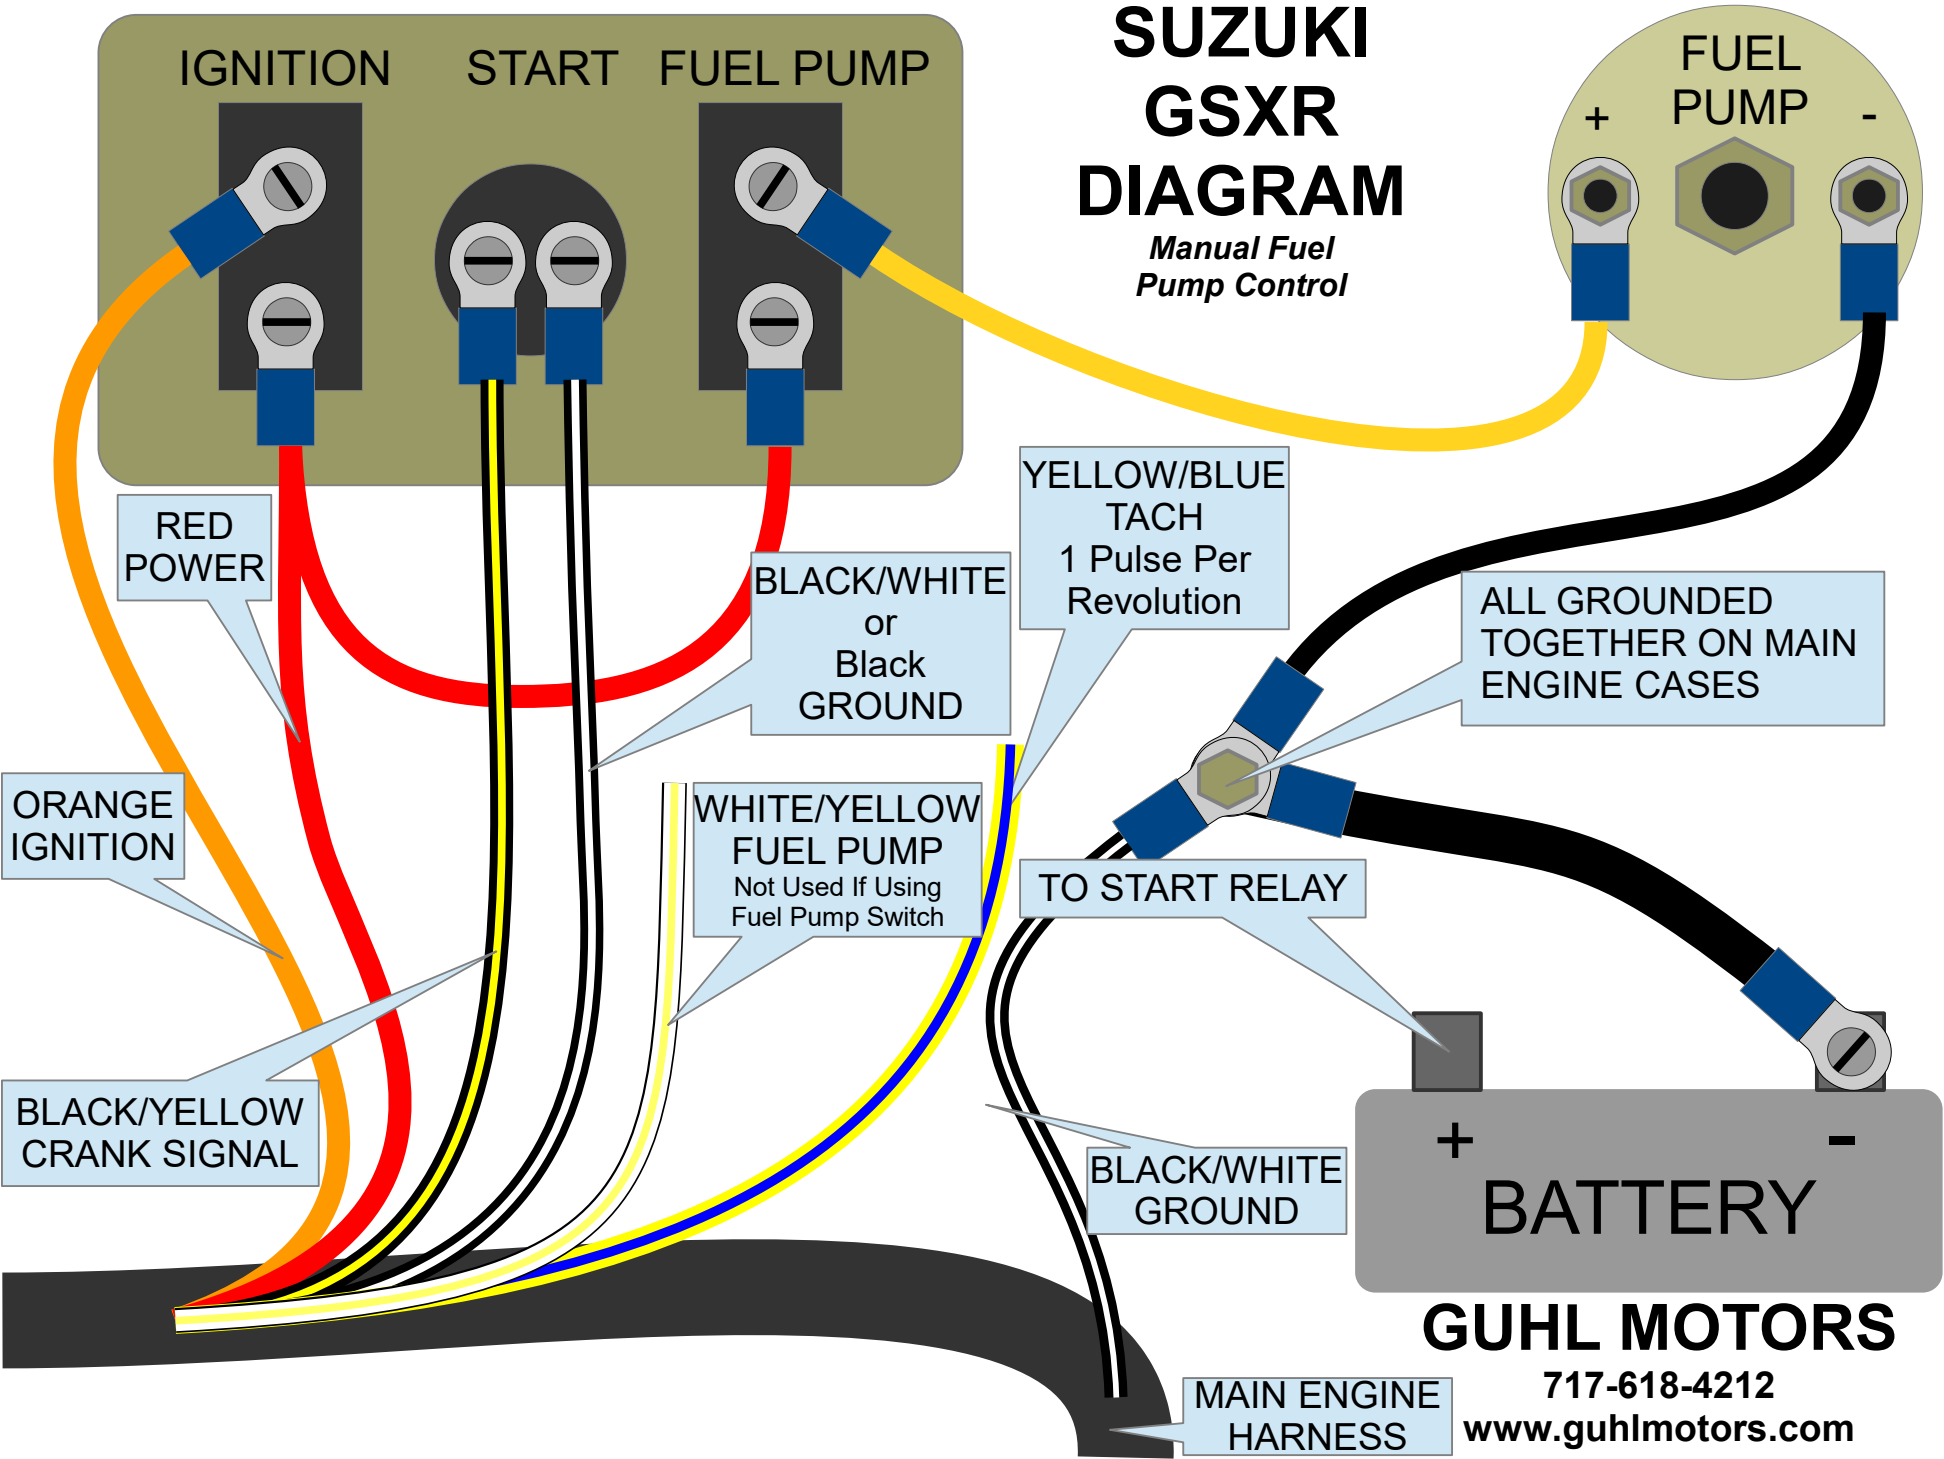 IGNITION
START
FUEL PUMP
SUZUKI
GSXR
DIAGRAM
Manual Fuel
Pump Control
FUEL
PUMP
+
-
RED
POWER
BLACK/WHITE
or
Black
GROUND
YELLOW/BLUE
TACH
1 Pulse Per
Revolution
ALL GROUNDED
TOGETHER ON MAIN
ENGINE CASES
ORANGE
IGNITION
WHITE/YELLOW
FUEL PUMP
Not Used If Using
Fuel Pump Switch
TO START RELAY
BLACK/YELLOW
CRANK SIGNAL
BLACK/WHITE
GROUND
+
-
BATTERY
GUHL MOTORS
717-618-4212
www.guhlmotors.com
MAIN ENGINE
HARNESS